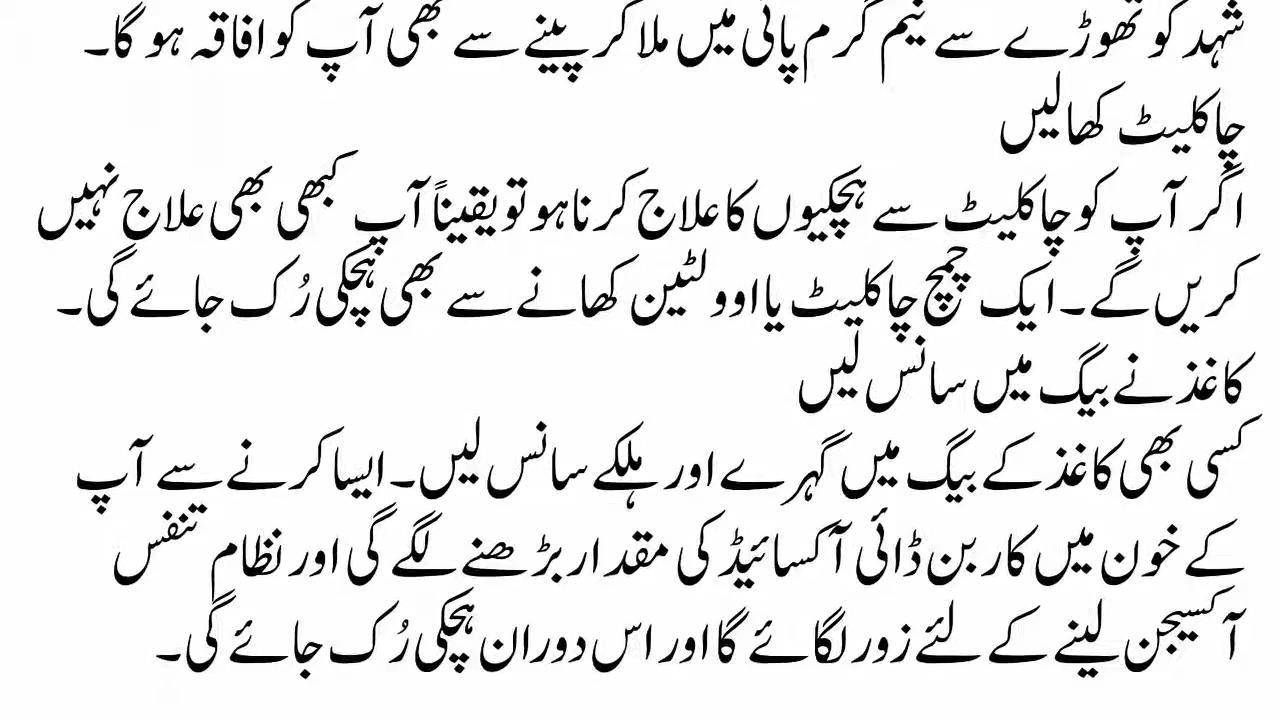 شہد کو تھوڑے سے نیم گرم پانی میں ملا کر پینے سے بھی آپ کو افاقہ ہو گا۔
چاکلیٹ کھالیں
اگر آپ کو چاکلیٹ سے ہچکیوں کا علاج کرنا ہو تو یقیناً آپ کبھی بھی علاج نہیں
کریں گے۔ ایک چمچ چاکلیٹ یا اوولٹین کھانے سے بھی ہچکی رُک جائے گی۔
کاغذ نے بیگ میں سانس لیں
کسی بھی کاغذ کے بیگ میں گہرے اور ہلکے سانس لیں۔ ایسا کرنے سے آپ
کے خون میں کاربن ڈائی آکسائیڈ کی مقدار بڑھنے لگے گی اور نظام تنفس
آکسیجن لینے کے لئے زور لگائے گا اور اس دوران ہچکی رُک جائے گی۔